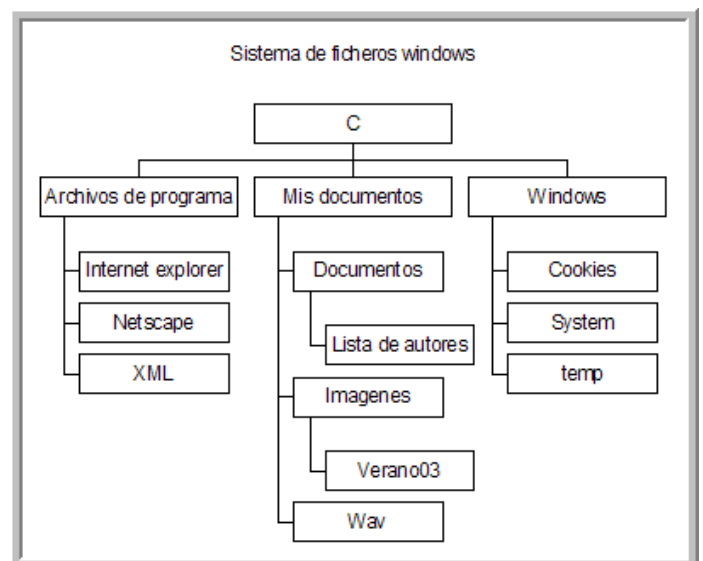 Sistema de ficheros windows
C
Archivos de programa
Mis documentos
Windows
Internet explorer
Netscape
XML
Documentos
Lista de autores
Imagenes
Verano03
Wav
Cookies
System
temp